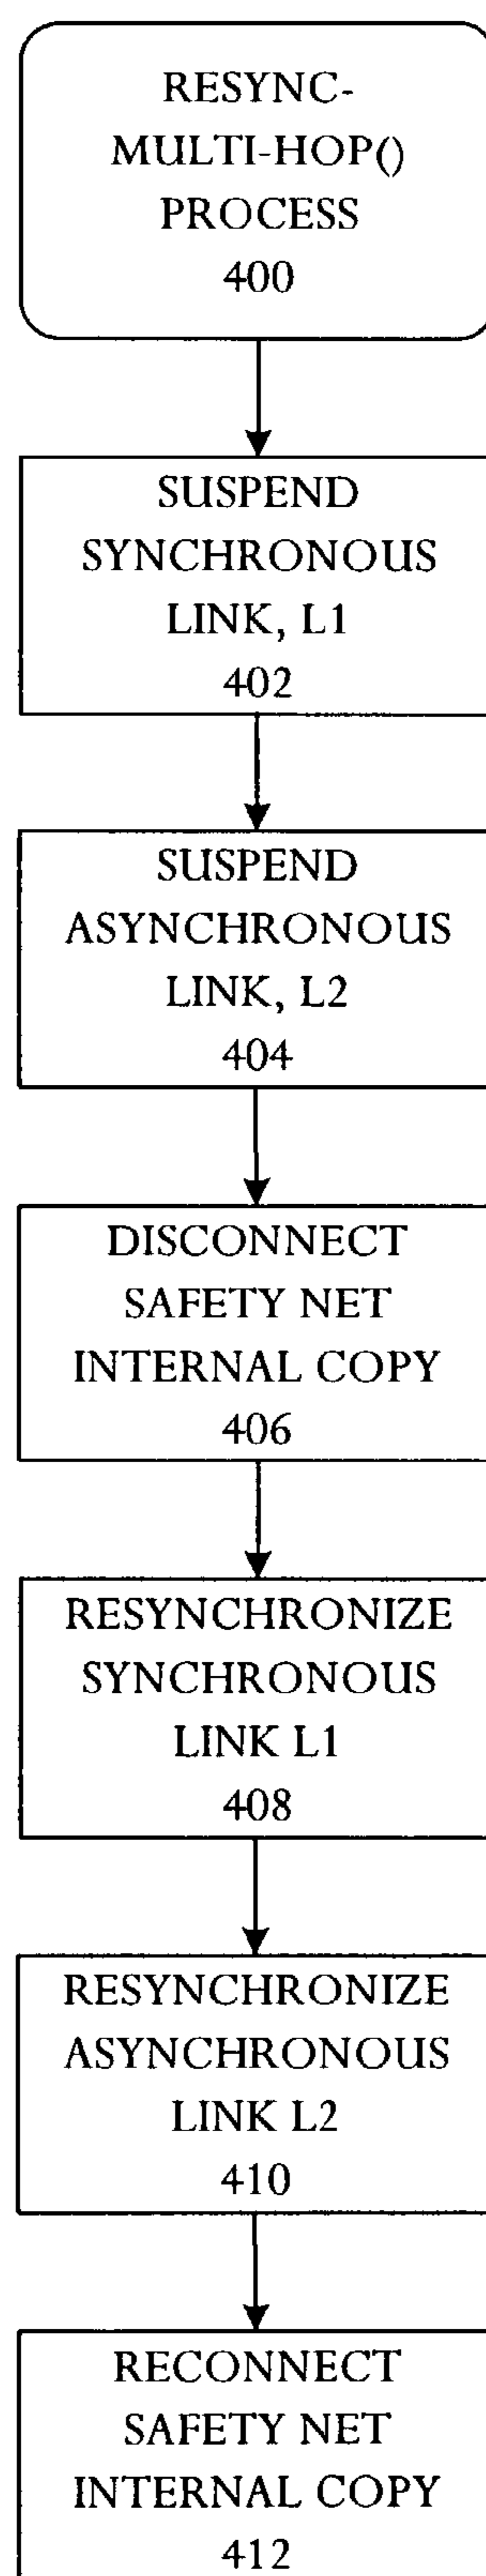 RESYNC-
MULTI-HOP()
PROCESS
400
SUSPEND
SYNCHRONOUS
LINK, L1
402
SUSPEND
ASYNCHRONOUS
LINK, L2
404
DISCONNECT
SAFETY NET
INTERNAL COPY
406
RESYNCHRONIZE
SYNCHRONOUS
LINK L1
408
RESYNCHRONIZE
ASYNCHRONOUS
LINK L2
410
RECONNECT
SAFETY NET
INTERNAL COPY
412